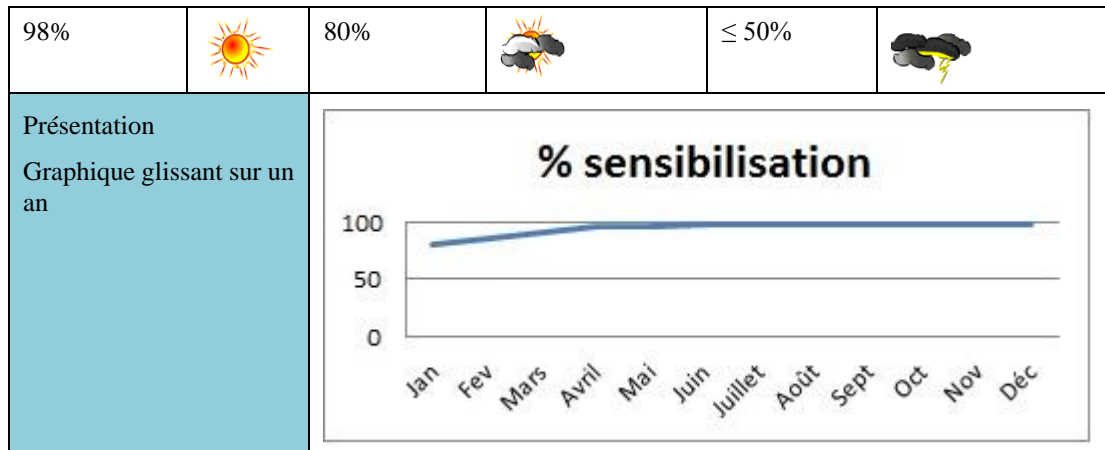 98% 80% ≤ 50%
Présentation
Graphique glissant sur un
an
% sensibilisation
100
50
0
Jan Fev Mars Avril Mai Juin Juillet Août Sept Oct Nov Déc